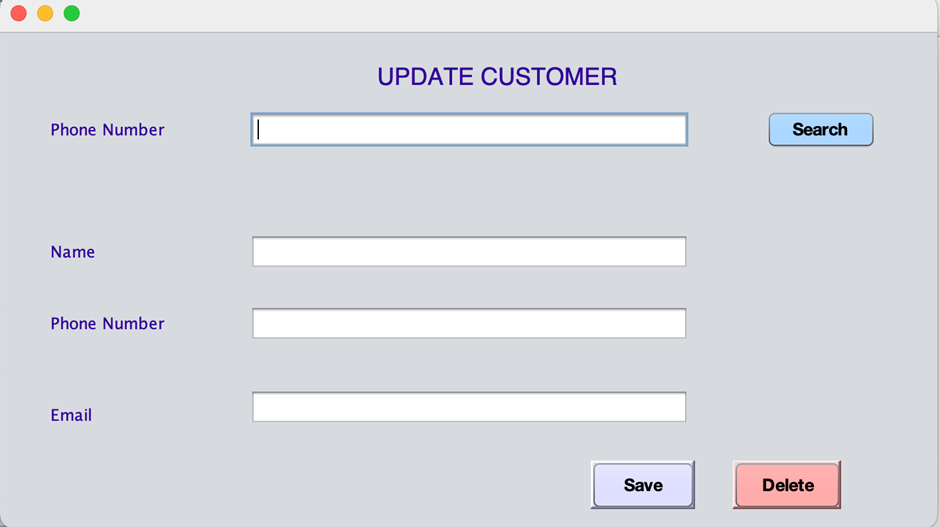 UPDATE CUSTOMER
Phone Number
Search
Name
Phone Number
Email
Save
Delete